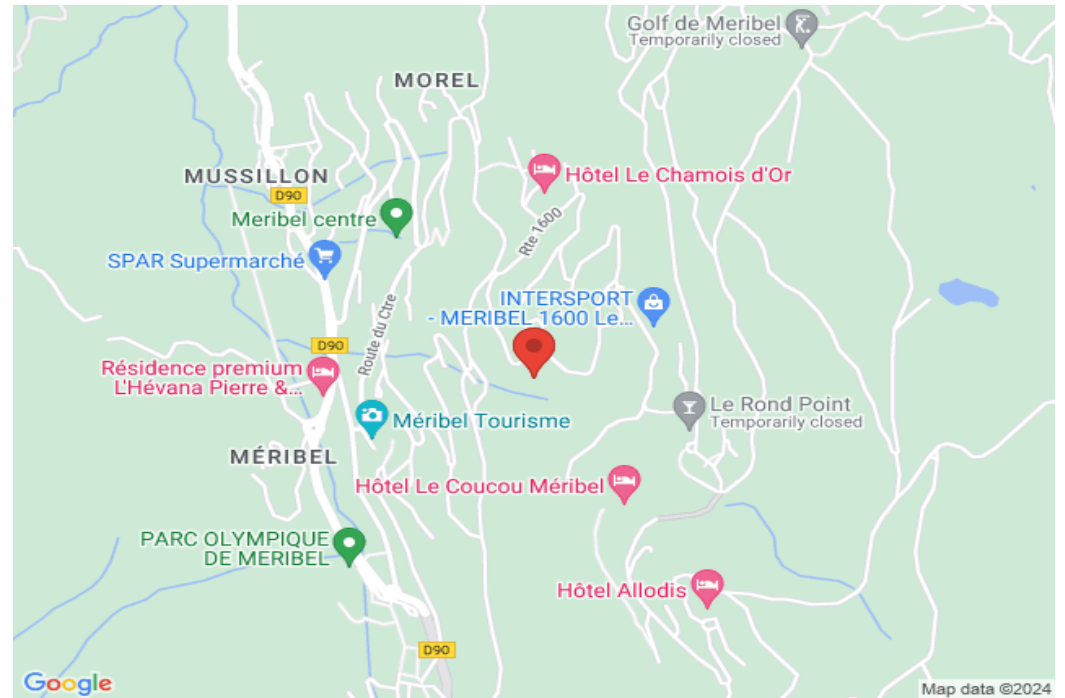 Golf de Meribel
Temporarily closed
MOREL
Hôtel Le Chamois d'Or
MUSSILLON
D90
Meribel centre
Rte 1600
SPAR Supermarché
INTERSPORT
- MERIBEL 1600 Le...
Route du Ctre
D90
Résidence premium
L'Hévana Pierre &...
Le Rond Point
Temporarily closed
Méribel Tourisme
MÉRIBEL
Hôtel Le Coucou Méribel
PARC OLYMPIQUE
DE MERIBEL
Hôtel Allodis
D90
Google
Map data ©2024